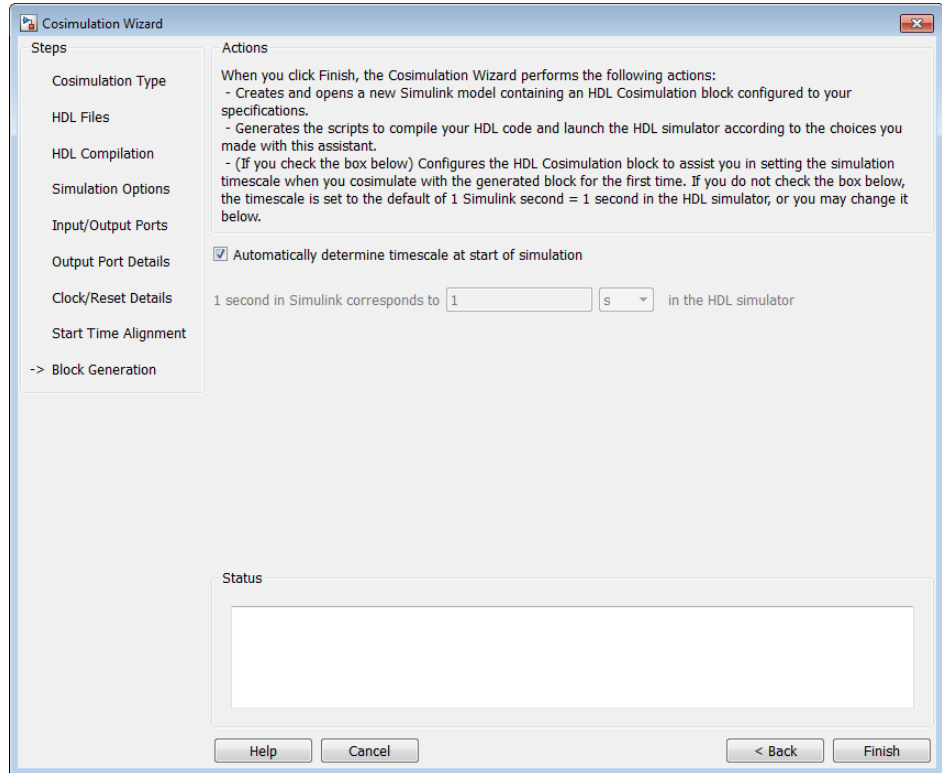 Cosimulation Wizard
Steps
Cosimulation Type
HDL Files
HDL Compilation
Simulation Options
Input/Output Ports
Output Port Details
Clock/Reset Details
Start Time Alignment
-> Block Generation
Actions
When you click Finish, the Cosimulation Wizard performs the following actions:
- Creates and opens a new Simulink model containing an HDL Cosimulation block configured to your
specifications.
- Generates the scripts to compile your HDL code and launch the HDL simulator according to the choices you
made with this assistant.
- (If you check the box below) Configures the HDL Cosimulation block to assist you in setting the simulation
timescale when you cosimulate with the generated block for the first time. If you do not check the box below,
the timescale is set to the default of 1 Simulink second = 1 second in the HDL simulator, or you may change it
below.
Automatically determine timescale at start of simulation
1 second in Simulink corresponds to 1 s in the HDL simulator
Status
Help Cancel < Back Finish